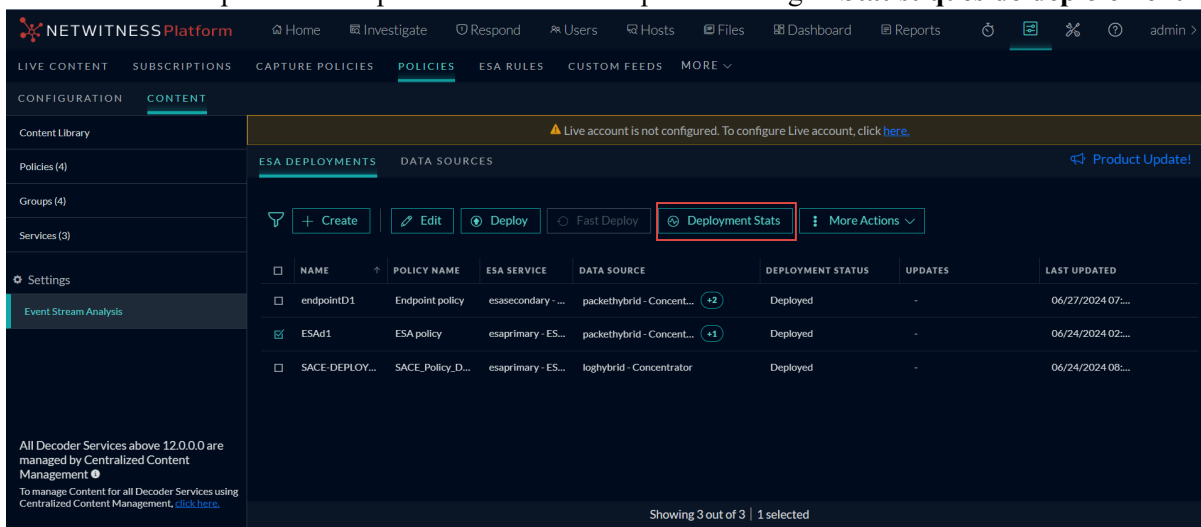 NETWITNESS Platform Home Investigate Respond Users Hosts Files Dashboard Reports admin >
LIVE CONTENT SUBSCRIPTIONS CAPTURE POLICIES POLICIES ESA RULES CUSTOM FEEDS MORE
CONFIGURATION CONTENT
Content Library
Live account is not configured. To configure Live account, click here.
Policies (4)
ESA DEPLOYMENTS DATA SOURCES Product Update!
Groups (4)
+ Create Edit Deploy Fast Deploy Deployment Stats More Actions
Services (3)
NAME ↑ POLICY NAME ESA SERVICE DATA SOURCE DEPLOYMENT STATUS UPDATES LAST UPDATED
Settings
Event Stream Analysis
endpointD1 Endpoint policy esasecondary - ... packethybrid - Concent... +2 Deployed - 06/27/2024 07:...
ESAd1 ESA policy esaprimary - ES... packethybrid - Concent... +1 Deployed - 06/24/2024 02:...
SACE-DEPLOY... SACE_Policy_D... esaprimary - ES... loghybrid - Concentrator Deployed - 06/24/2024 08:...
All Decoder Services above 12.0.0.0 are
managed by Centralized Content
Management
To manage Content for all Decoder Services using
Centralized Content Management, click here.
Showing 3 out of 3 | 1 selected